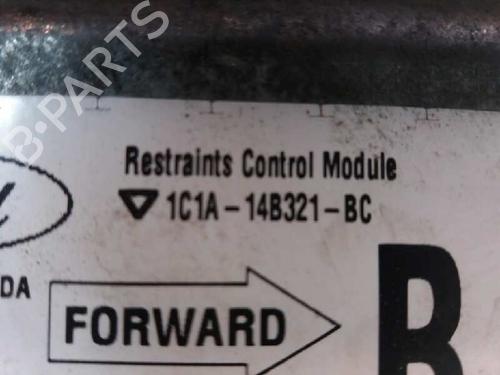 B-PARTS
Restraints Control Module
1C1A-14B321-BC
DA
FORWARD
B